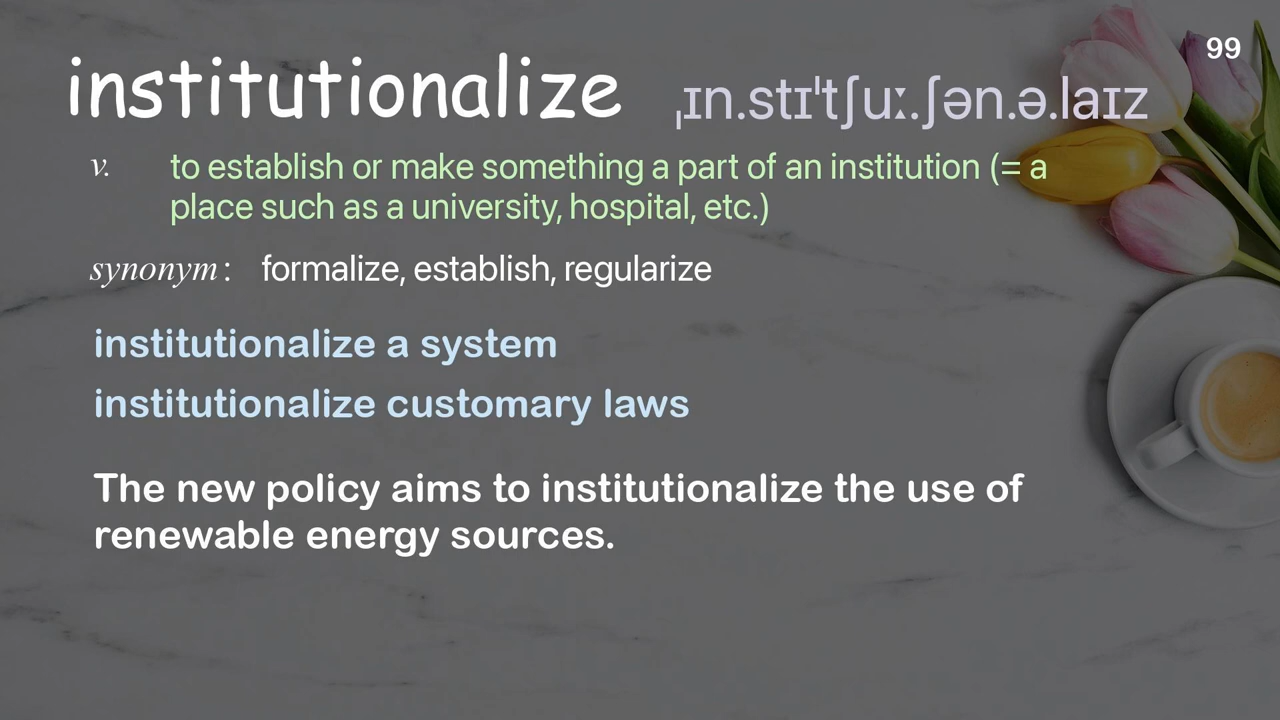 99
institutionalize ˌɪn.stɪˈtʃuː.ʃən.ə.laɪz
v. to establish or make something a part of an institution (= a
place such as a university, hospital, etc.)
synonym: formalize, establish, regularize
institutionalize a system
institutionalize customary laws
The new policy aims to institutionalize the use of
renewable energy sources.